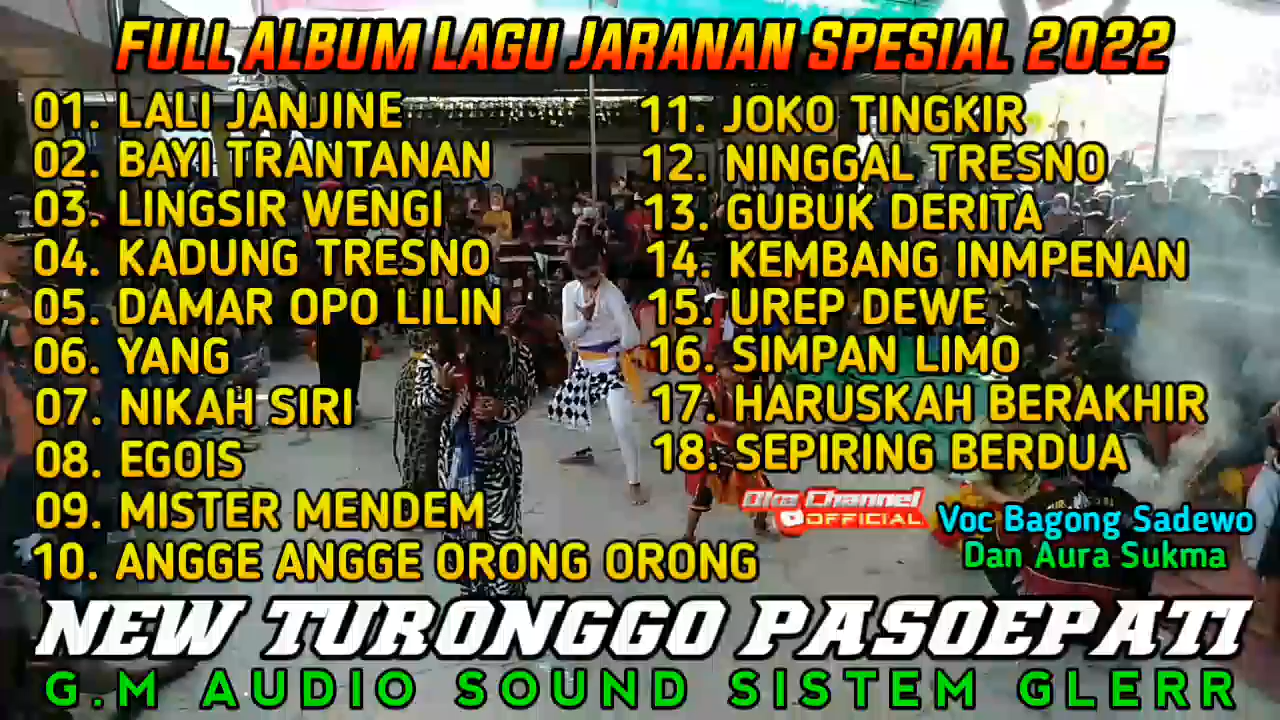 FULL ALBUM LAGU JARANAN SPESIAL 2022
01. LALI JANJINE
02. BAYI TRANTANAN
03. LINGSIR WENGI
04. KADUNG TRESNO
05. DAMAR OPO LILIN
06. YANG
07. NIKAH SIRI
08. EGOIS
09. MISTER MENDEM
10. ANGGE ANGGE ORONG ORONG
11. JOKO TINGKIR
12. NINGGAL TRESNO
13. GUBUK DERITA
14. KEMBANG INMPENAN
15. UREP DEWE
16. SIMPAN LIMO
17. HARUSKAH BERAKHIR
18. SEPIRING BERDUA
Oke Channel
OFFICIAL
Voc Bagong Sadewo
Dan Aura Sukma
NEW TURONGGO PASOEPATI
G.M AUDIO SOUND SISTEM GLERR